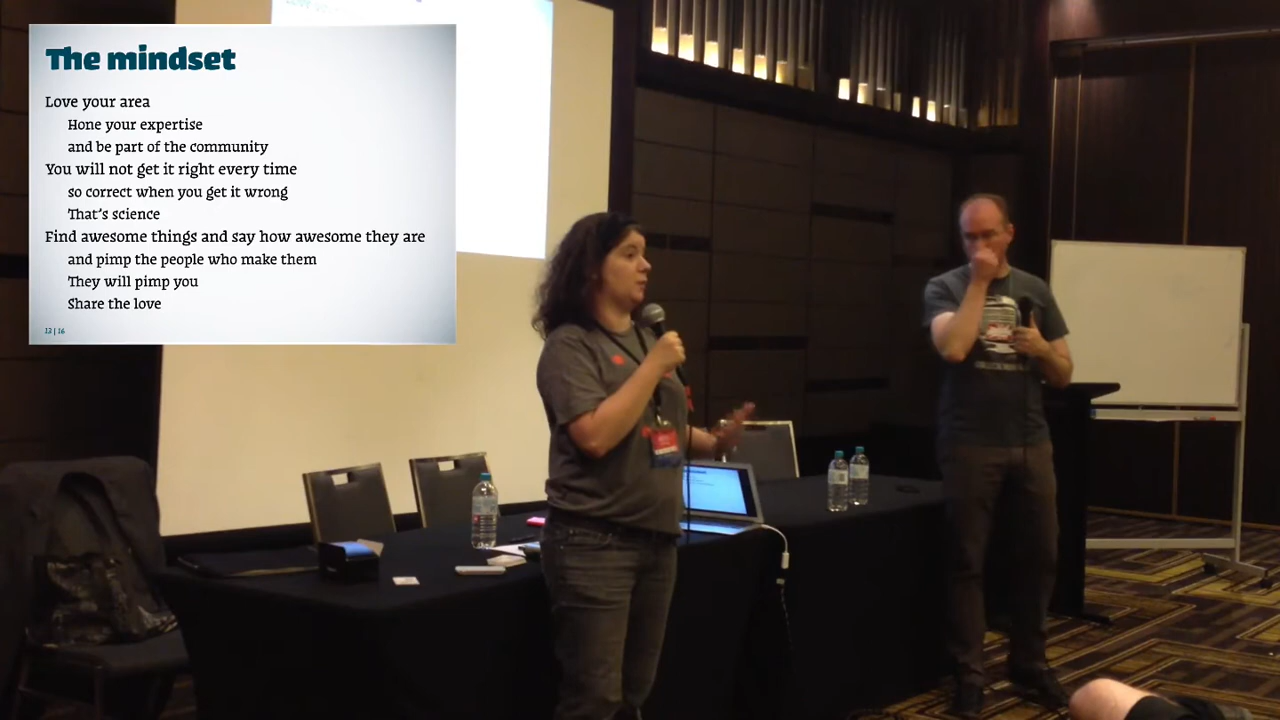 The mindset
Love your area
Hone your expertise
and be part of the community
You will not get it right every time
so correct when you get it wrong
That's science
Find awesome things and say how awesome they are
and pimp the people who make them
They will pimp you
Share the love
13 | 16